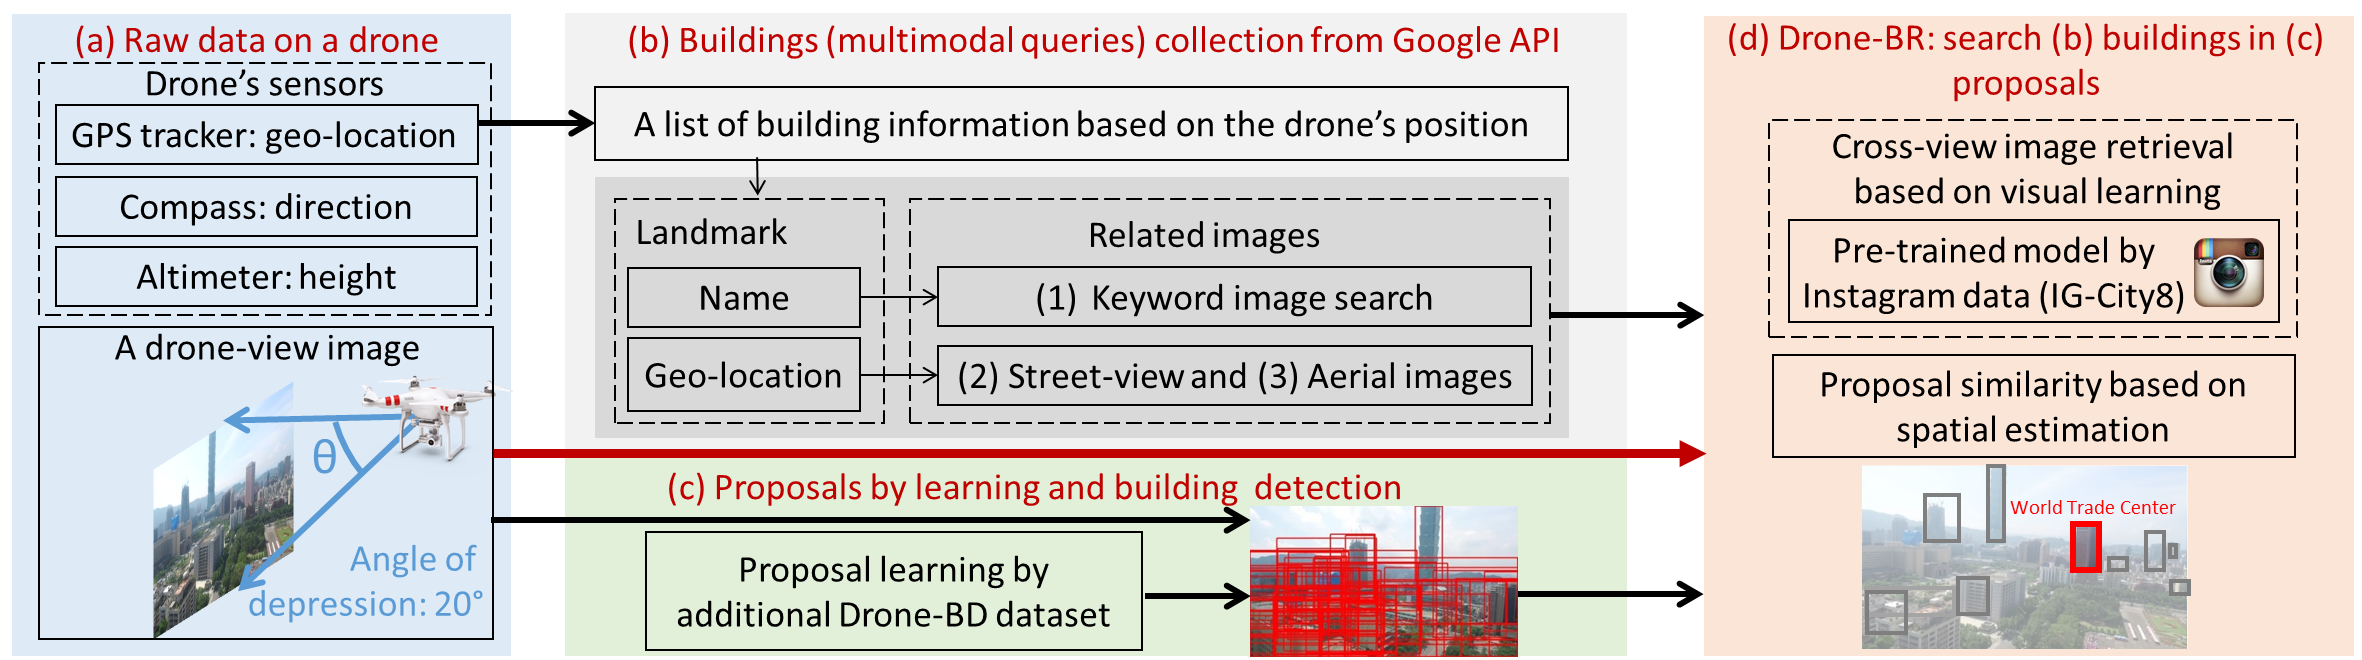 (a) Raw data on a drone
Drone's sensors
GPS tracker: geo-location
Compass: direction
Altimeter: height
A drone-view image
θ
Angle of
depression: 20°
(b) Buildings (multimodal queries) collection from Google API
A list of building information based on the drone's position
Landmark
Name
Geo-location
Related images
(1) Keyword image search
(2) Street-view and (3) Aerial images
(c) Proposals by learning and building detection
Proposal learning by
additional Drone-BD dataset
(d) Drone-BR: search (b) buildings in (c)
proposals
Cross-view image retrieval
based on visual learning
Pre-trained model by
Instagram data (IG-City8)
Proposal similarity based on
spatial estimation
World Trade Center